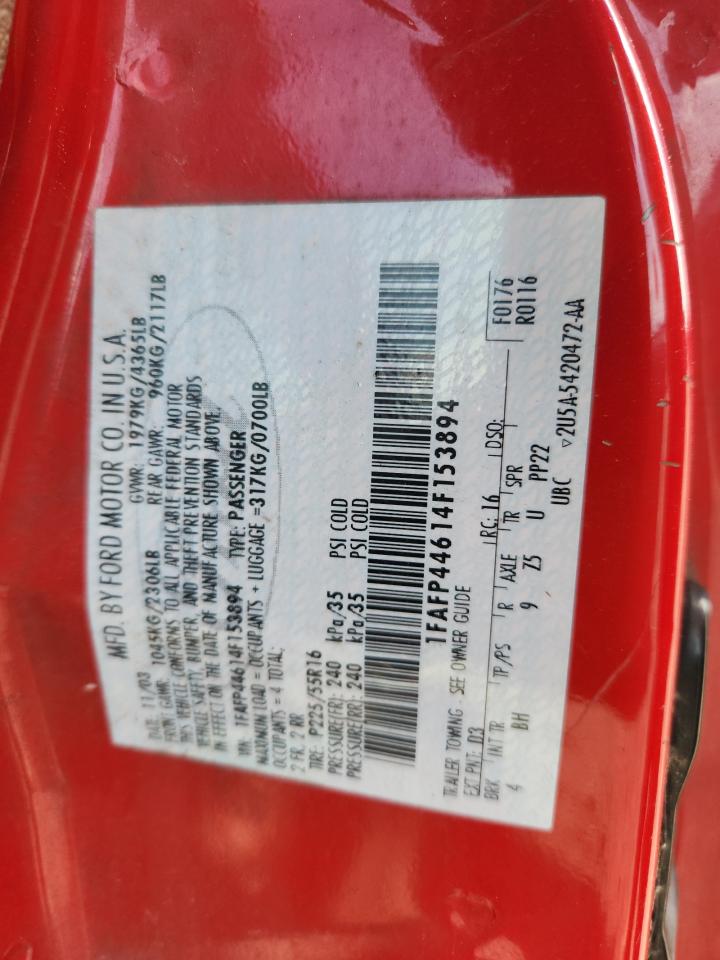 MFD. BY FORD MOTOR CO. IN U.S.A.
DATE: 11/03 GVWR: 1979KG/4365LB
FRONT GAWR: 1045KG/2306LB REAR GAWR: 960KG/2117LB
THIS VEHICLE CONFORMS TO ALL APPLICABLE FEDERAL MOTOR
VEHICLE SAFETY, BUMPER, AND THEFT PREVENTION STANDARDS
IN EFFECT ON THE DATE OF MANUFACTURE SHOWN ABOVE
VIN: 1FAFP44614F153894 TYPE: PASSENGER
MAXIMUM LOAD = OCCUPANTS + LUGGAGE =317KG/0700LB
OCCUPANTS = 4 TOTAL;
2 FR, 2 RR
TIRE: P225/55R16
PRESSURE(FR): 240 kPa/35 PSI COLD
PRESSURE(RR): 240 kPa/35 PSI COLD
1FAFP44614F153894
TRAILER TOWING - SEE OWNER GUIDE
EXT PNT: D3 RC: 16 DSO: F0176
BRK INT TR TP/PS R AXLE TR SPR R0116
4 BH 9 Z5 U PP22
UBC
▽2U5A-5420472-AA